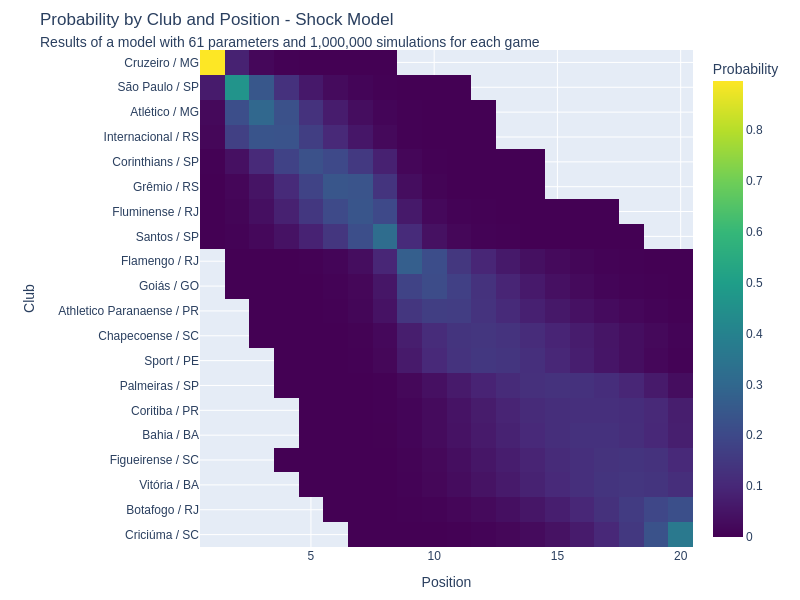 Probability by Club and Position - Shock Model
Results of a model with 61 parameters and 1,000,000 simulations for each game
Probability
Club
Cruzeiro / MG
São Paulo / SP
Atlético / MG
Internacional / RS
Corinthians / SP
Grêmio / RS
Fluminense / RJ
Santos / SP
Flamengo / RJ
Goiás / GO
Athletico Paranaense / PR
Chapecoense / SC
Sport / PE
Palmeiras / SP
Coritiba / PR
Bahia / BA
Figueirense / SC
Vitória / BA
Botafogo / RJ
Criciúma / SC
0.8
0.7
0.6
0.5
0.4
0.3
0.2
0.1
0
5
10
15
20
Position